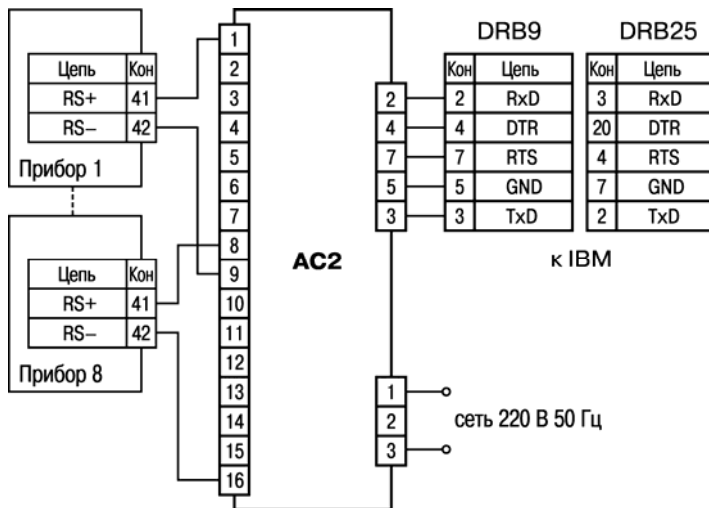 Цепь Кон
RS+ 41
RS– 42
Прибор 1
Цепь Кон
RS+ 41
RS– 42
Прибор 8
1
2
3
4
5
6
7
8
9
10
11
12
13
14
15
16
AC2
2
4
7
5
3
DRB9
Кон Цепь
2 RxD
4 DTR
7 RTS
5 GND
3 TxD
DRB25
Кон Цепь
3 RxD
20 DTR
4 RTS
7 GND
2 TxD
к IBM
1
2
3
сеть 220 В 50 Гц